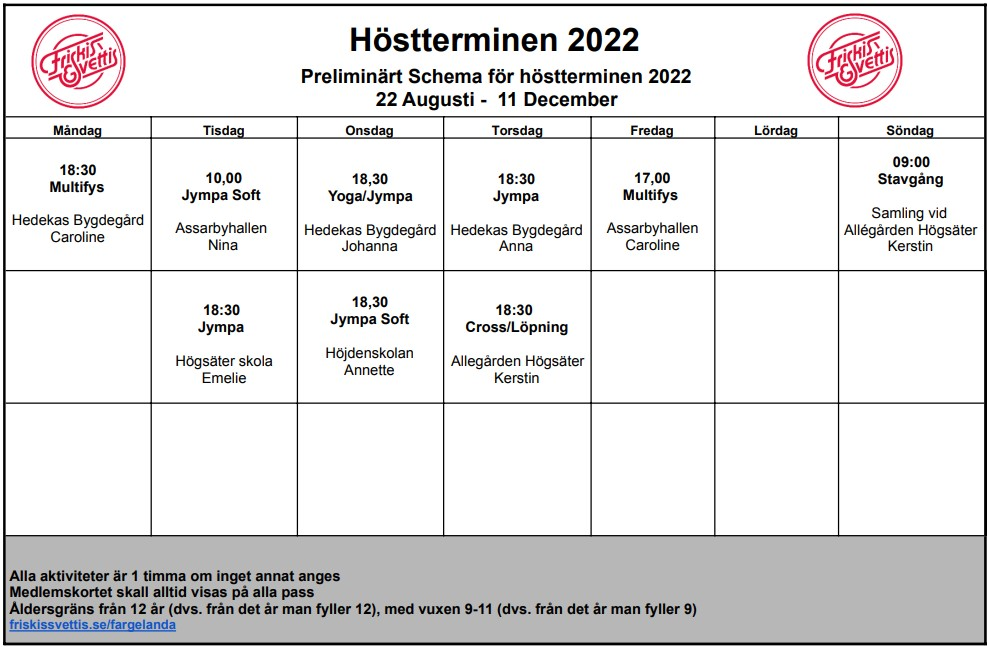 Friskis & Svettis
Höstterminen 2022
Friskis & Svettis
Preliminärt Schema för höstterminen 2022
22 Augusti - 11 December
Måndag
Tisdag
Onsdag
Torsdag
Fredag
Lördag
Söndag
18:30
Multifys
Hedekas Bygdegård
Caroline
10,00
Jympa Soft
Assarbyhallen
Nina
18,30
Yoga/Jympa
Hedekas Bygdegård
Johanna
18:30
Jympa
Hedekas Bygdegård
Anna
17,00
Multifys
Assarbyhallen
Caroline
09:00
Stavgång
Samling vid
Allégården Högsäter
Kerstin
18:30
Jympa
Högsäter skola
Emelie
18,30
Jympa Soft
Höjdenskolan
Annette
18:30
Cross/Löpning
Allegården Högsäter
Kerstin
Alla aktiviteter är 1 timma om inget annat anges
Medlemskortet skall alltid visas på alla pass
Åldersgräns från 12 år (dvs. från det år man fyller 12), med vuxen 9-11 (dvs. från det år man fyller 9)
friskissvettis.se/fargelanda